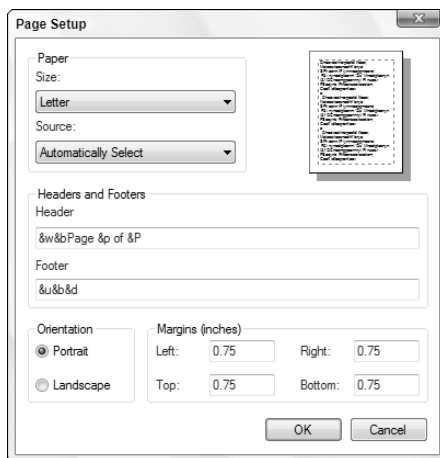 Page Setup
Paper
Size:
Letter
Source:
Automatically Select
Headers and Footers
Header
&w&bPage &p of &P
Footer
&u&b&d
Orientation
Portrait
Landscape
Margins (inches)
Left: 0.75 Right: 0.75
Top: 0.75 Bottom: 0.75
OK Cancel